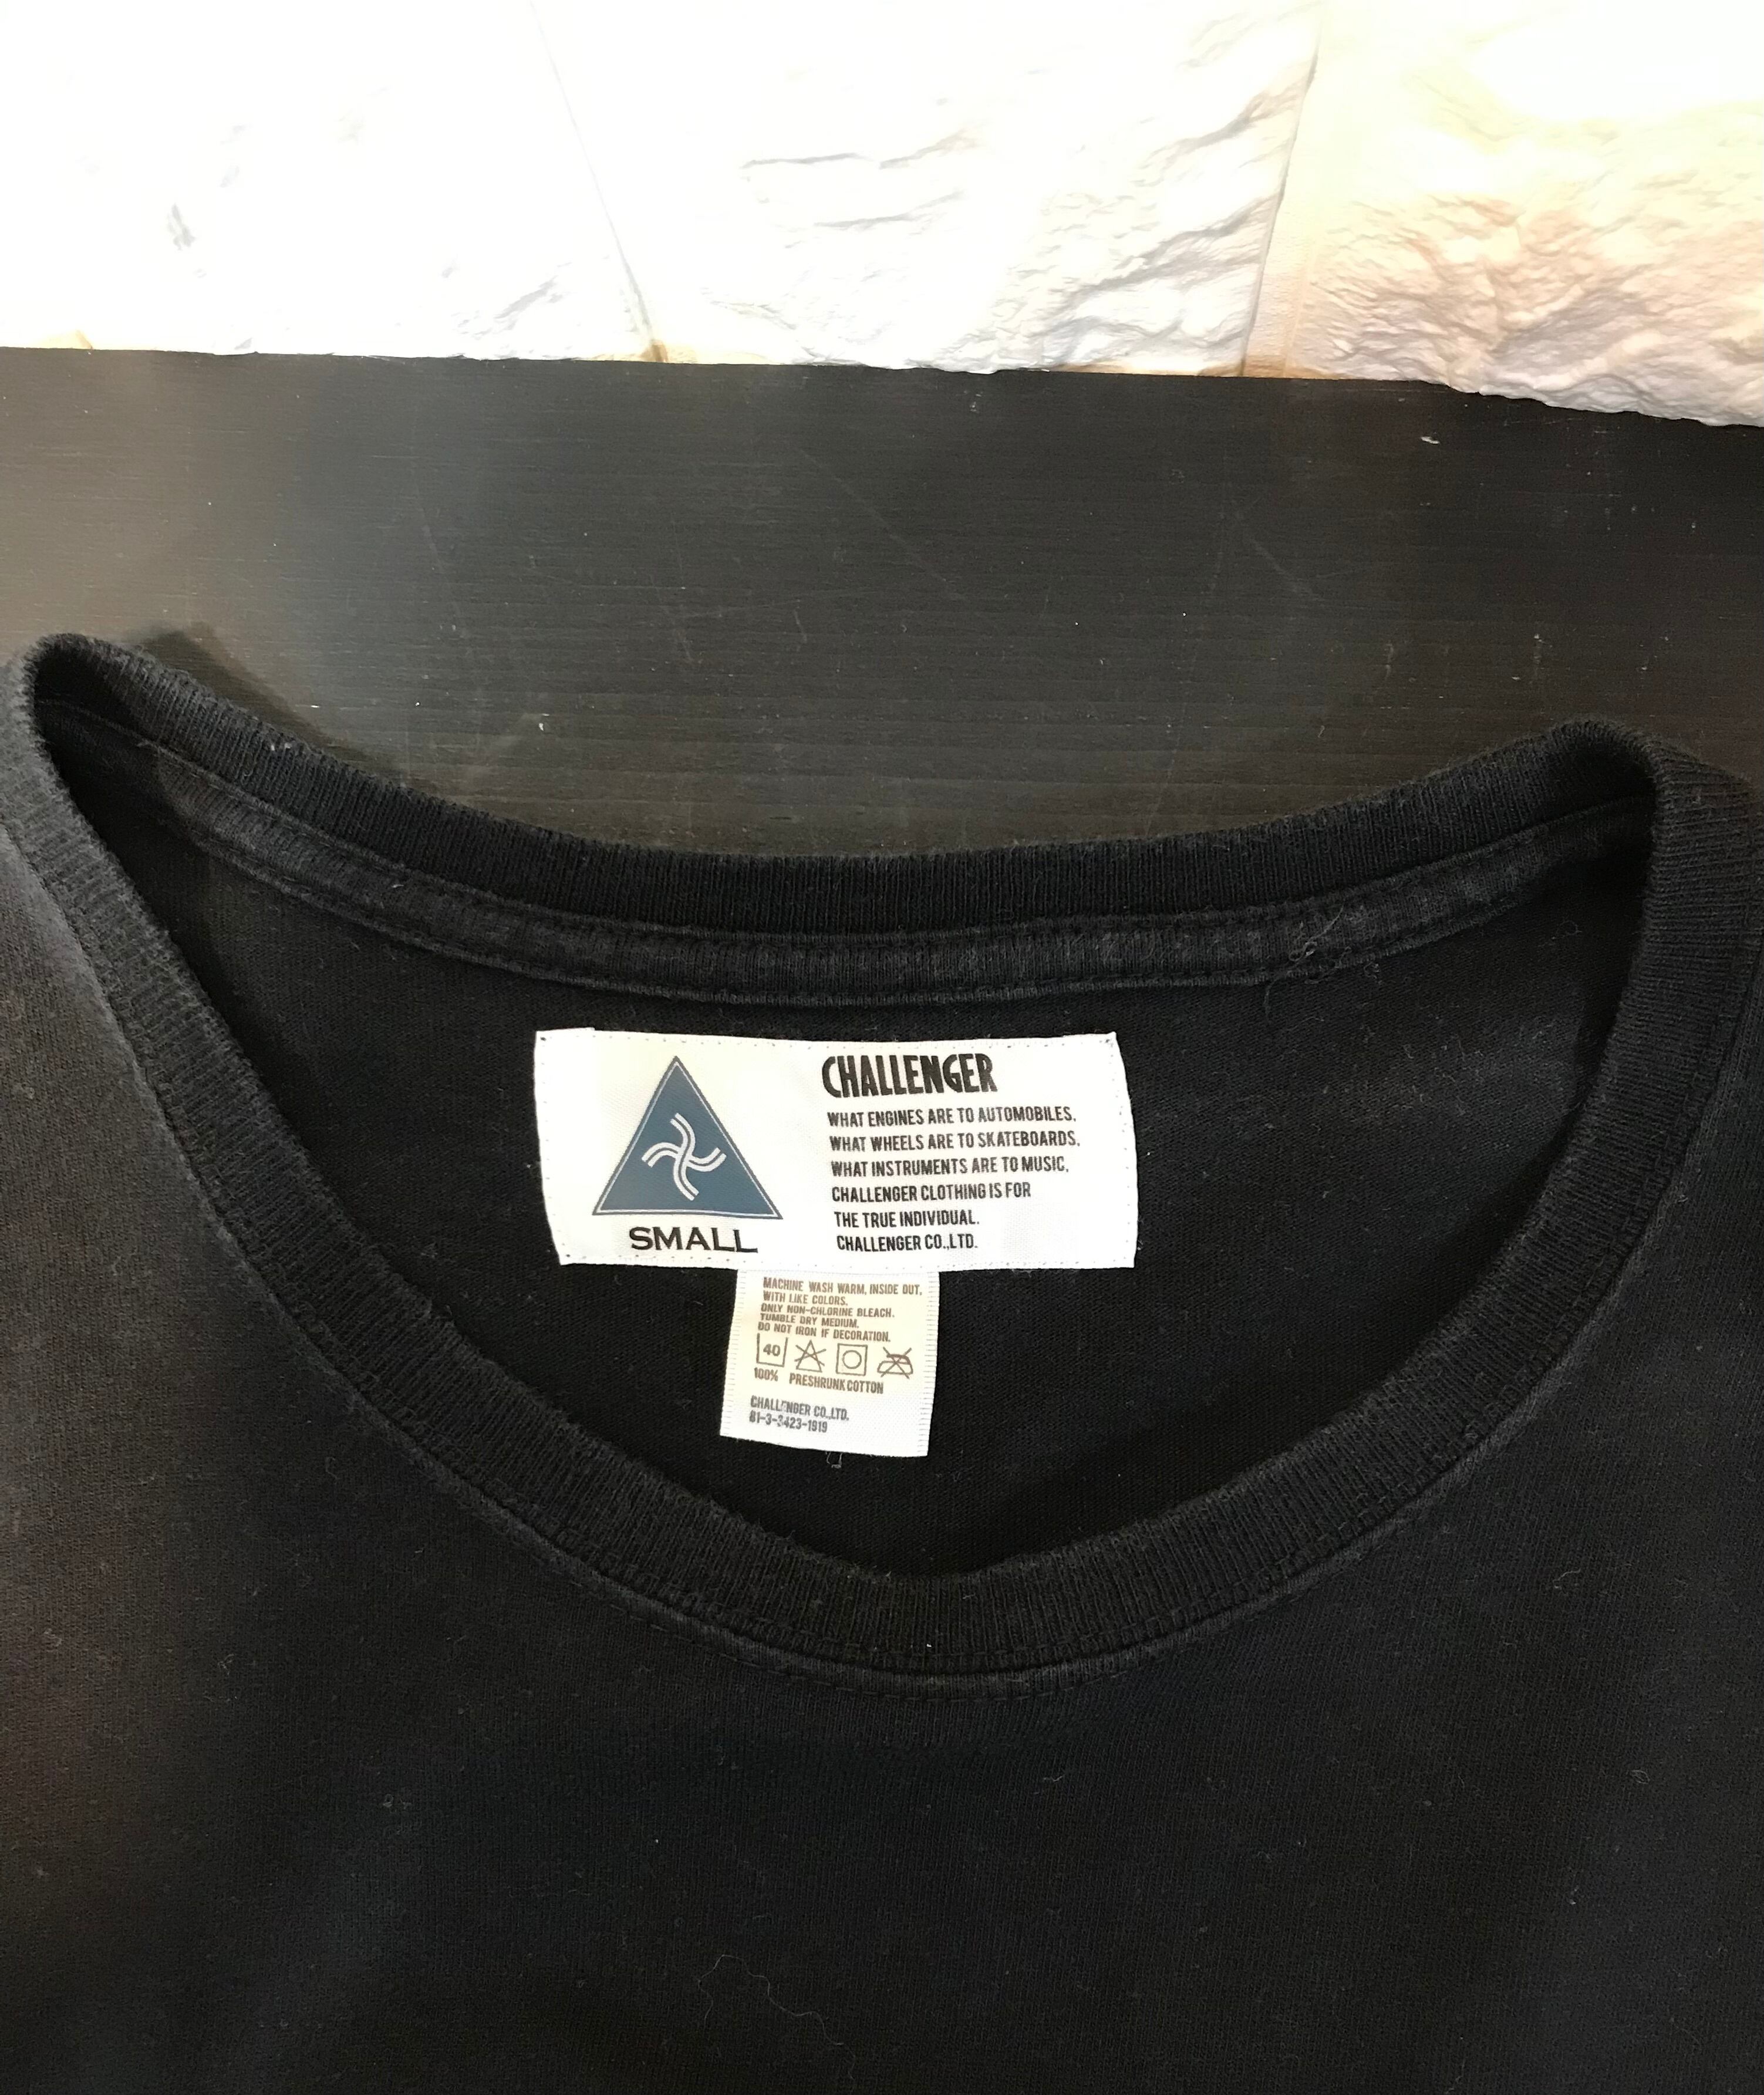 CHALLENGER
WHAT ENGINES ARE TO AUTOMOBILES,
WHAT WHEELS ARE TO SKATEBOARDS,
WHAT INSTRUMENTS ARE TO MUSIC,
CHALLENGER CLOTHING IS FOR
THE TRUE INDIVIDUAL.
CHALLENGER CO.,LTD.
SMALL
MACHINE WASH WARM, INSIDE OUT,
WITH LIKE COLORS.
ONLY NON-CHLORINE BLEACH.
TUMBLE DRY MEDIUM.
DO NOT IRON IF DECORATION.
40
100% PRESHRUNK COTTON
CHALLENGER CO.,LTD.
81-3-3423-1919